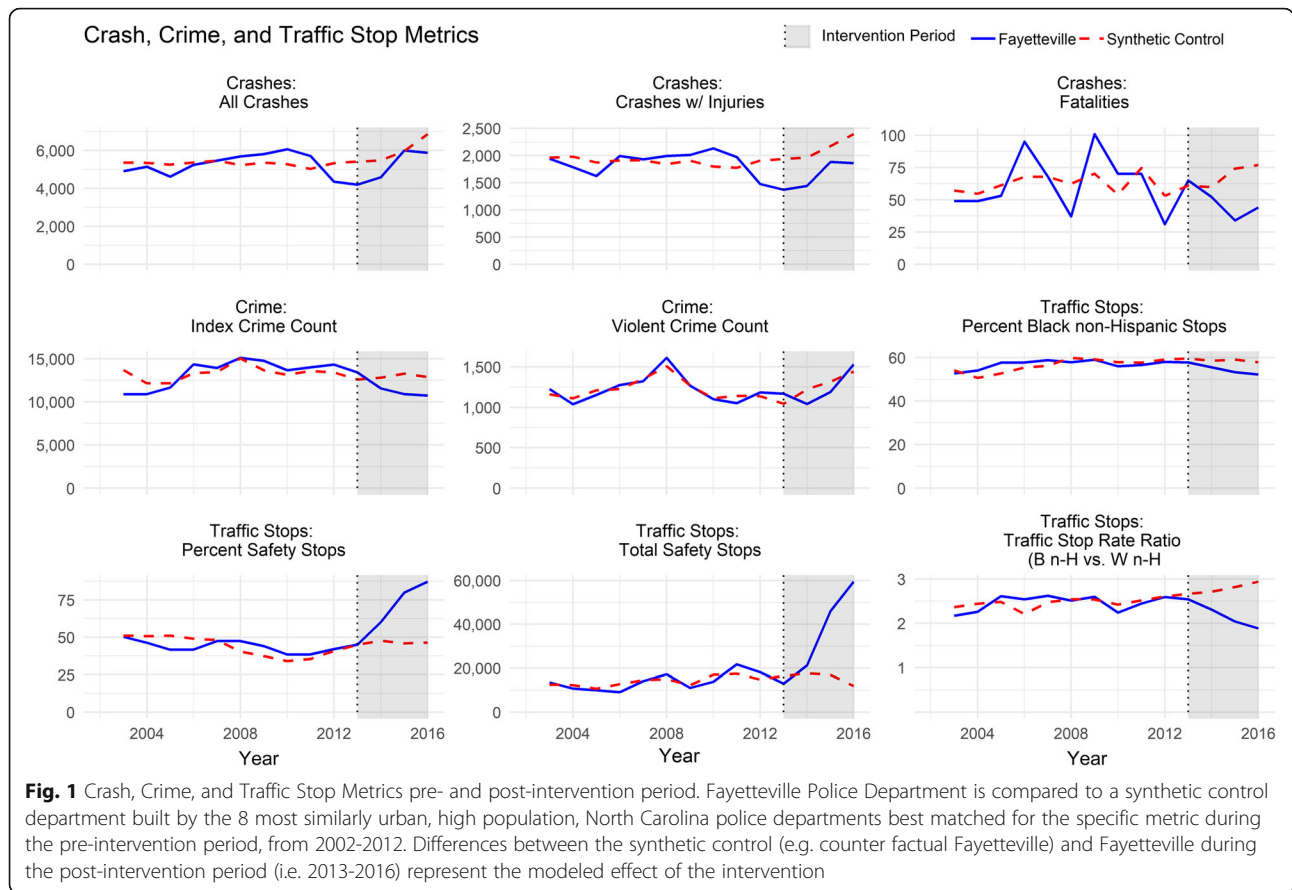 Crash, Crime, and Traffic Stop Metrics
Intervention Period Fayetteville Synthetic Control
Crashes:
All Crashes
6,000
4,000
2,000
0
Crashes:
Crashes w/ Injuries
2,500
2,000
1,500
1,000
500
0
Crashes:
Fatalities
100
75
50
25
0
Crime:
Index Crime Count
15,000
10,000
5,000
0
Crime:
Violent Crime Count
1,500
1,000
500
0
Traffic Stops:
Percent Black non-Hispanic Stops
60
40
20
0
Traffic Stops:
Percent Safety Stops
75
50
25
0
2004 2008 2012 2016
Year
Traffic Stops:
Total Safety Stops
60,000
40,000
20,000
0
2004 2008 2012 2016
Year
Traffic Stops:
Traffic Stop Rate Ratio
(B n-H vs. W n-H
3
2
1
2004 2008 2012 2016
Year
Fig. 1 Crash, Crime, and Traffic Stop Metrics pre- and post-intervention period. Fayetteville Police Department is compared to a synthetic control
department built by the 8 most similarly urban, high population, North Carolina police departments best matched for the specific metric during
the pre-intervention period, from 2002-2012. Differences between the synthetic control (e.g. counter factual Fayetteville) and Fayetteville during
the post-intervention period (i.e. 2013-2016) represent the modeled effect of the intervention